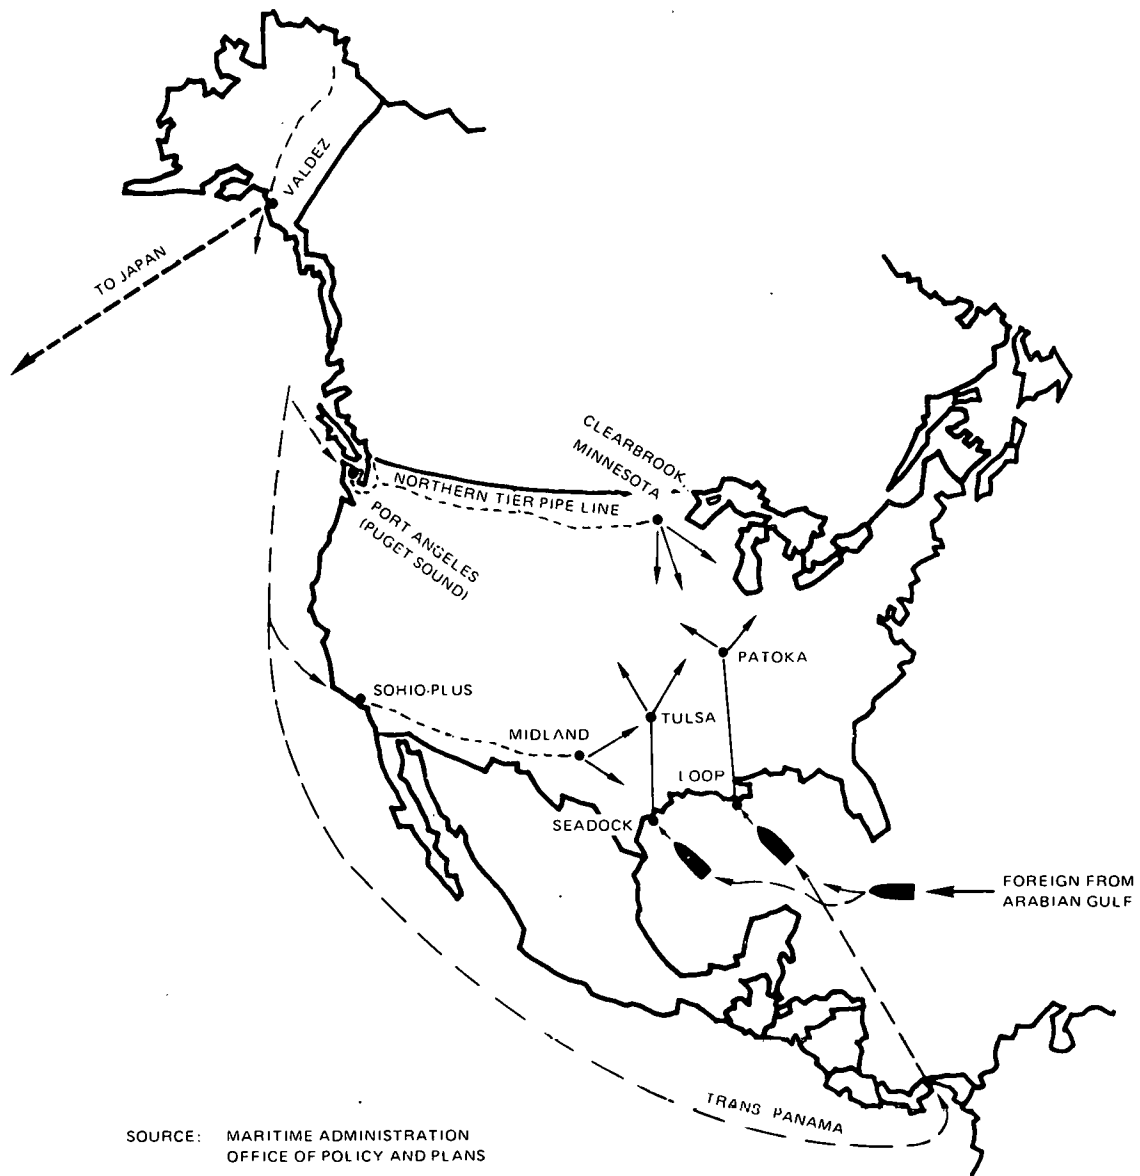 VALDEZ
TO JAPAN
CLEARBROOK,
MINNESOTA
NORTHERN TIER PIPE LINE
PORT ANGELES
(PUGET SOUND)
PATOKA
SOHIO-PLUS
TULSA
MIDLAND
LOOP
SEADOCK
FOREIGN FROM
ARABIAN GULF
TRANS PANAMA
SOURCE: MARITIME ADMINISTRATION
OFFICE OF POLICY AND PLANS